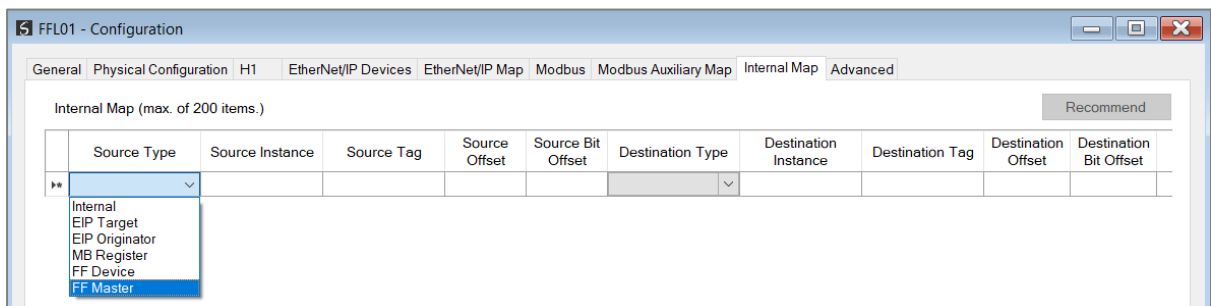 FFL01 - Configuration
General Physical Configuration H1 EtherNet/IP Devices EtherNet/IP Map Modbus Modbus Auxiliary Map Internal Map Advanced
Internal Map (max. of 200 items.) Recommend
Source Type Source Instance Source Tag Source Offset Source Bit Offset Destination Type Destination Instance Destination Tag Destination Offset Destination Bit Offset
Internal
EIP Target
EIP Originator
MB Register
FF Device
FF Master